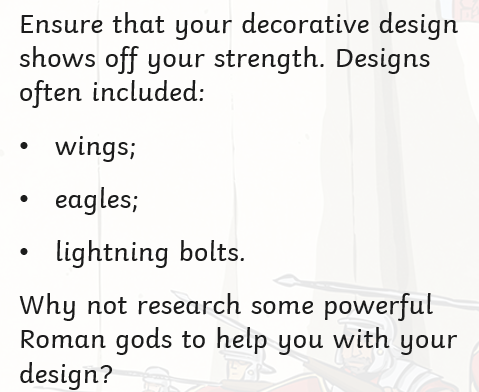 Ensure that your decorative design
shows off your strength. Designs
often included:
• wings;
• eagles;
• lightning bolts.
Why not research some powerful
Roman gods to help you with your
design?